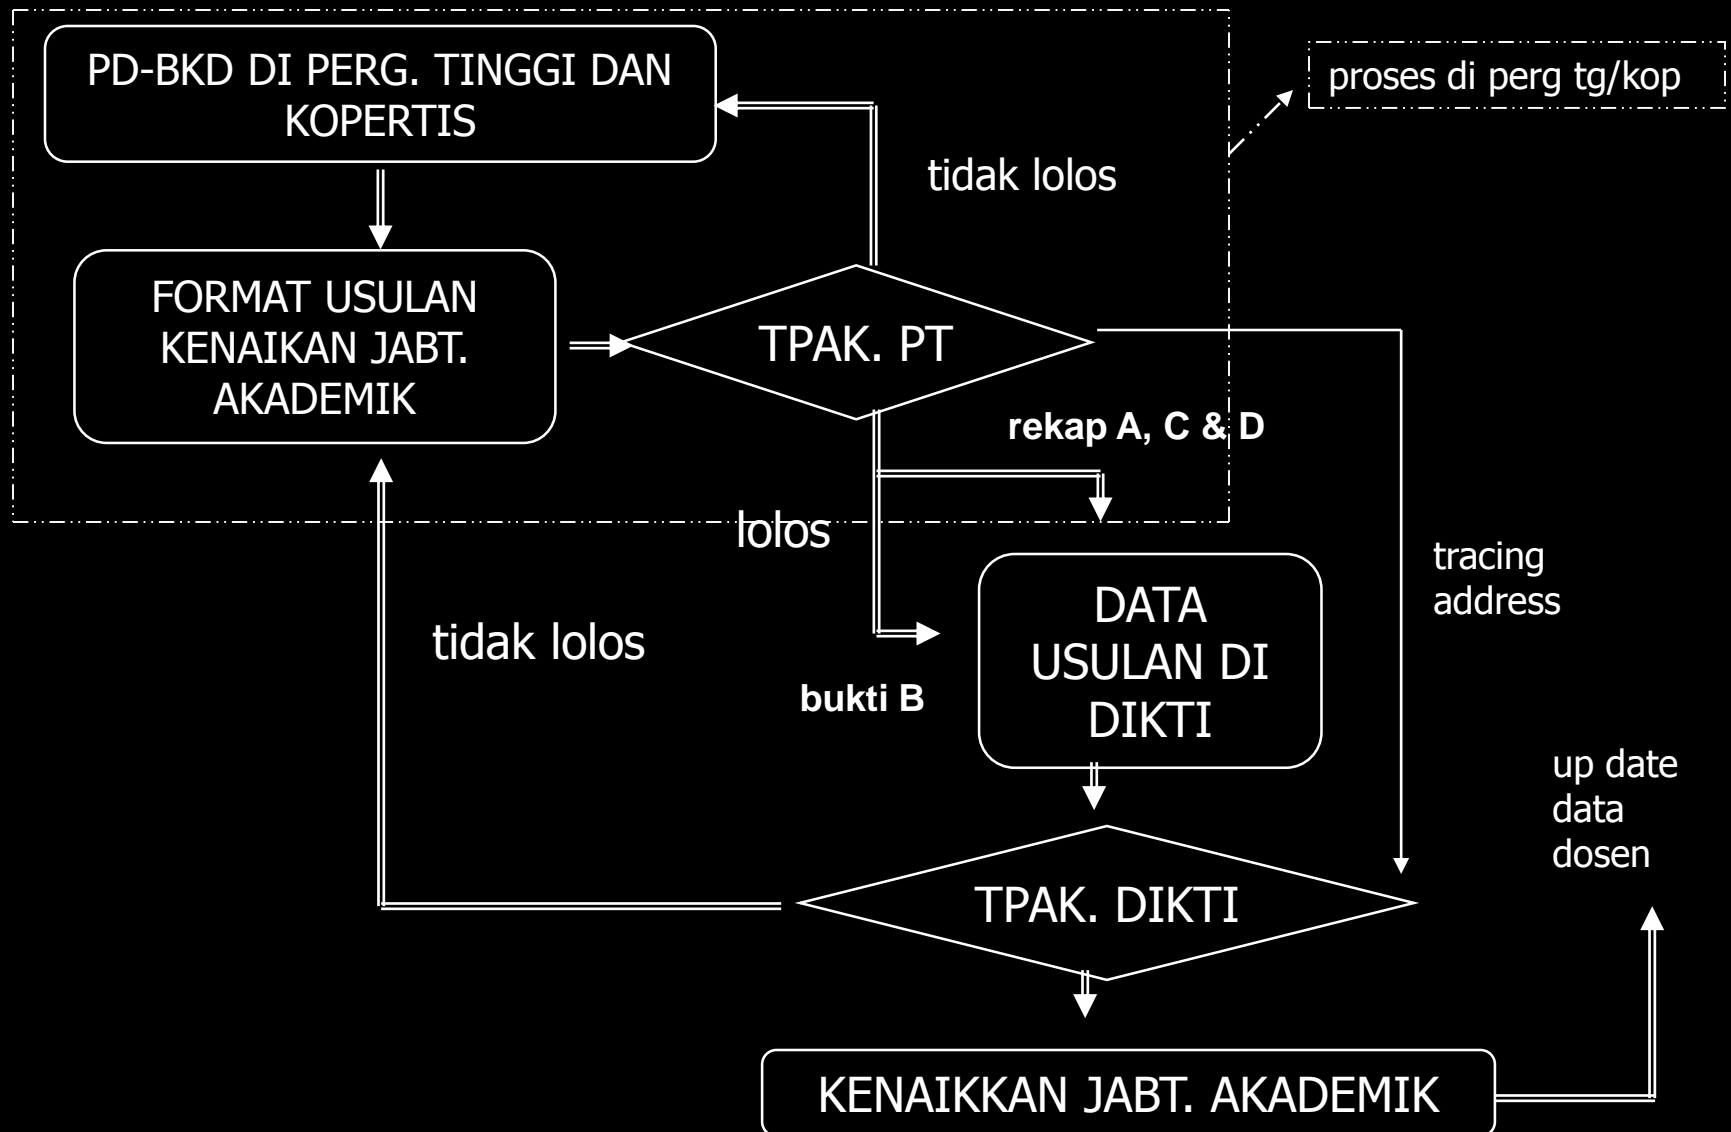 PD-BKD DI PERG. TINGGI DAN
KOPERTIS
proses di perg tg/kop
tidak lolos
FORMAT USULAN
KENAIKAN JABT.
AKADEMIK
TPAK. PT
rekap A, C & D
lolos
tracing
address
DATA
USULAN DI
DIKTI
tidak lolos
bukti B
up date
data
dosen
TPAK. DIKTI
KENAIKKAN JABT. AKADEMIK